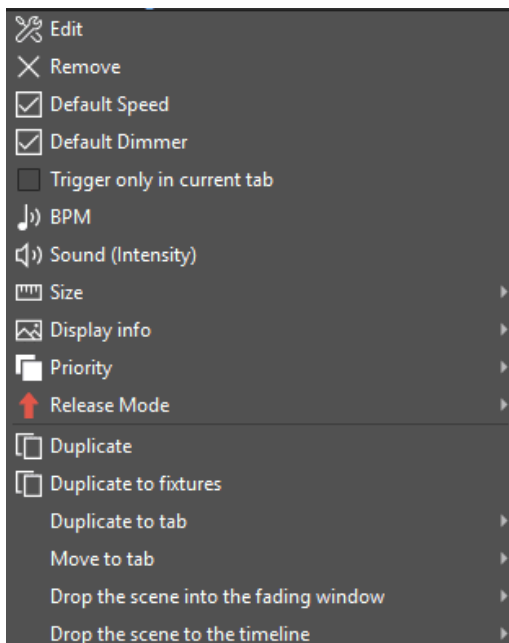 Edit
Remove
Default Speed
Default Dimmer
Trigger only in current tab
BPM
Sound (Intensity)
Size
Display info
Priority
Release Mode
Duplicate
Duplicate to fixtures
Duplicate to tab
Move to tab
Drop the scene into the fading window
Drop the scene to the timeline